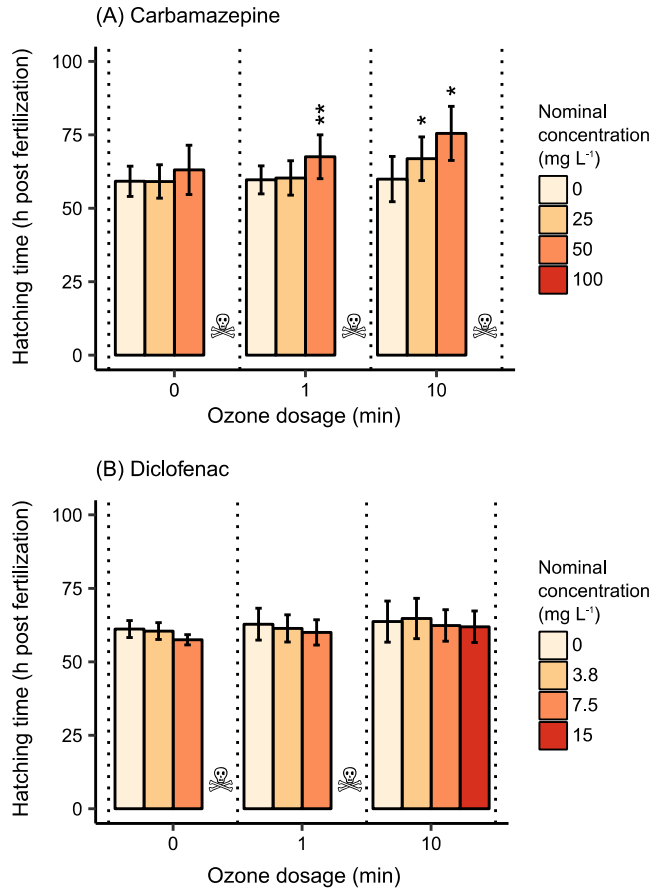 (A) Carbamazepine
Hatching time (h post fertilization)
100
75
50
25
0
**
*
*
0
1
10
Ozone dosage (min)
Nominal
concentration
(mg L⁻¹)
0
25
50
100
(B) Diclofenac
Hatching time (h post fertilization)
100
75
50
25
0
0
1
10
Ozone dosage (min)
Nominal
concentration
(mg L⁻¹)
0
3.8
7.5
15